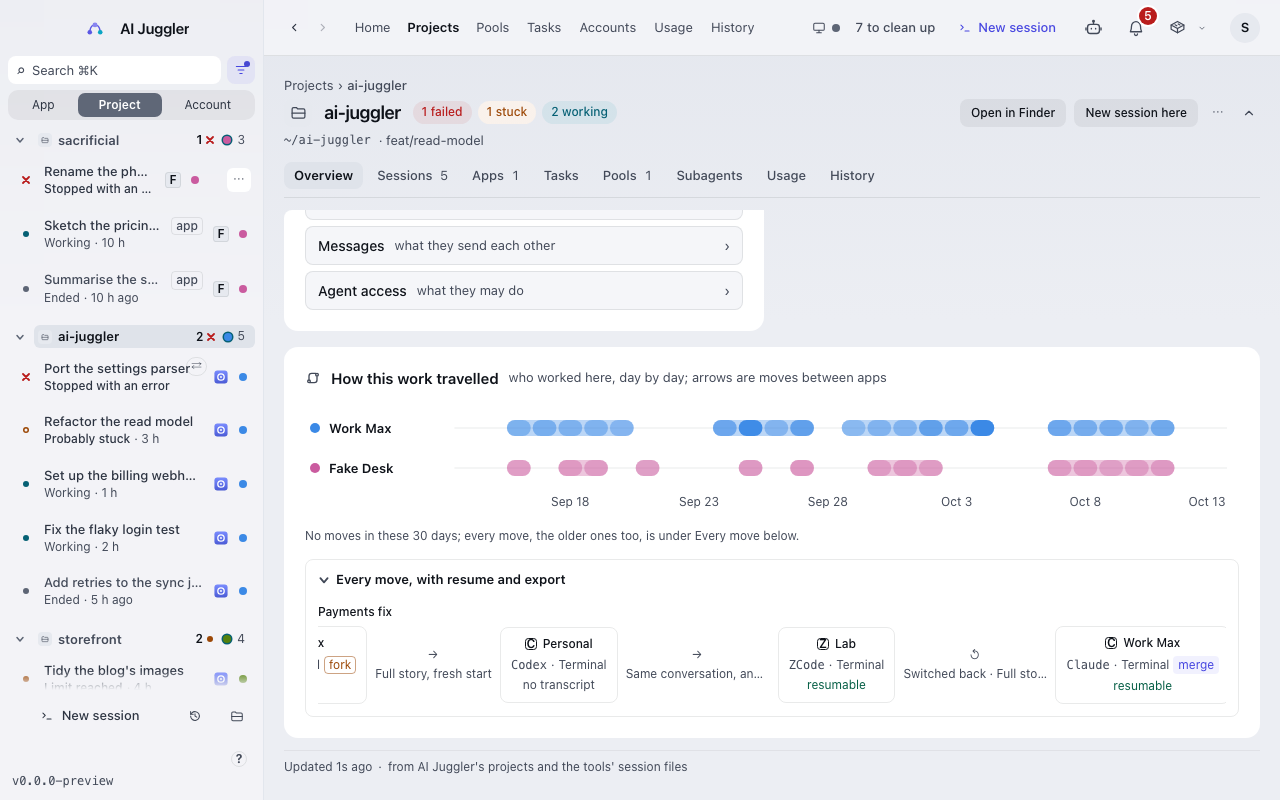 AI Juggler
Search ⌘K
App Project Account
sacrificial 1 3
Rename the ph... F
Stopped with an ...
Sketch the pricin... app F
Working · 10 h
Summarise the s... app F
Ended · 10 h ago
ai-juggler 2 5
Port the settings parser
Stopped with an error
Refactor the read model
Probably stuck · 3 h
Set up the billing webh...
Working · 1 h
Fix the flaky login test
Working · 2 h
Add retries to the sync j...
Ended · 5 h ago
storefront 2 4
Tidy the blog's images
Limit reached · 4 h
New session
?
v0.0.0-preview
Home Projects Pools Tasks Accounts Usage History
7 to clean up
New session
5
S
Projects › ai-juggler
ai-juggler 1 failed 1 stuck 2 working
Open in Finder New session here
~/ai-juggler · feat/read-model
Overview Sessions 5 Apps 1 Tasks Pools 1 Subagents Usage History
Messages what they send each other
Agent access what they may do
How this work travelled who worked here, day by day; arrows are moves between apps
Work Max
Fake Desk
Sep 18 Sep 23 Sep 28 Oct 3 Oct 8 Oct 13
No moves in these 30 days; every move, the older ones too, is under Every move below.
Every move, with resume and export
Payments fix
x
fork
→
Full story, fresh start
Personal
Codex · Terminal
no transcript
→
Same conversation, an...
Z Lab
ZCode · Terminal
resumable
Switched back · Full sto...
Work Max
Claude · Terminal merge
resumable
Updated 1s ago · from AI Juggler's projects and the tools' session files